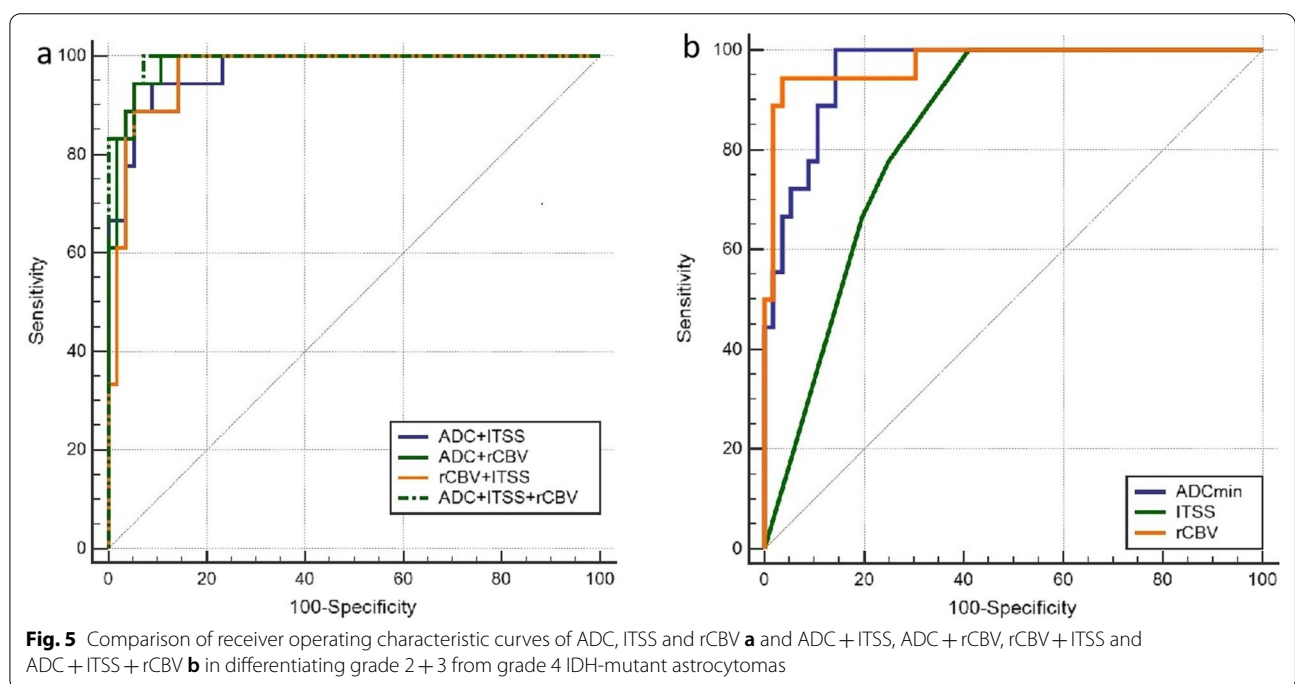 a
100
80
60
40
20
0
Sensitivity
0 20 40 60 80 100
100-Specificity
ADC+ITSS
ADC+rCBV
rCBV+ITSS
ADC+ITSS+rCBV
b
100
80
60
40
20
0
Sensitivity
0 20 40 60 80 100
100-Specificity
ADCmin
ITSS
rCBV
Fig. 5 Comparison of receiver operating characteristic curves of ADC, ITSS and rCBV a and ADC + ITSS, ADC + rCBV, rCBV + ITSS and
ADC + ITSS + rCBV b in differentiating grade 2 + 3 from grade 4 IDH-mutant astrocytomas